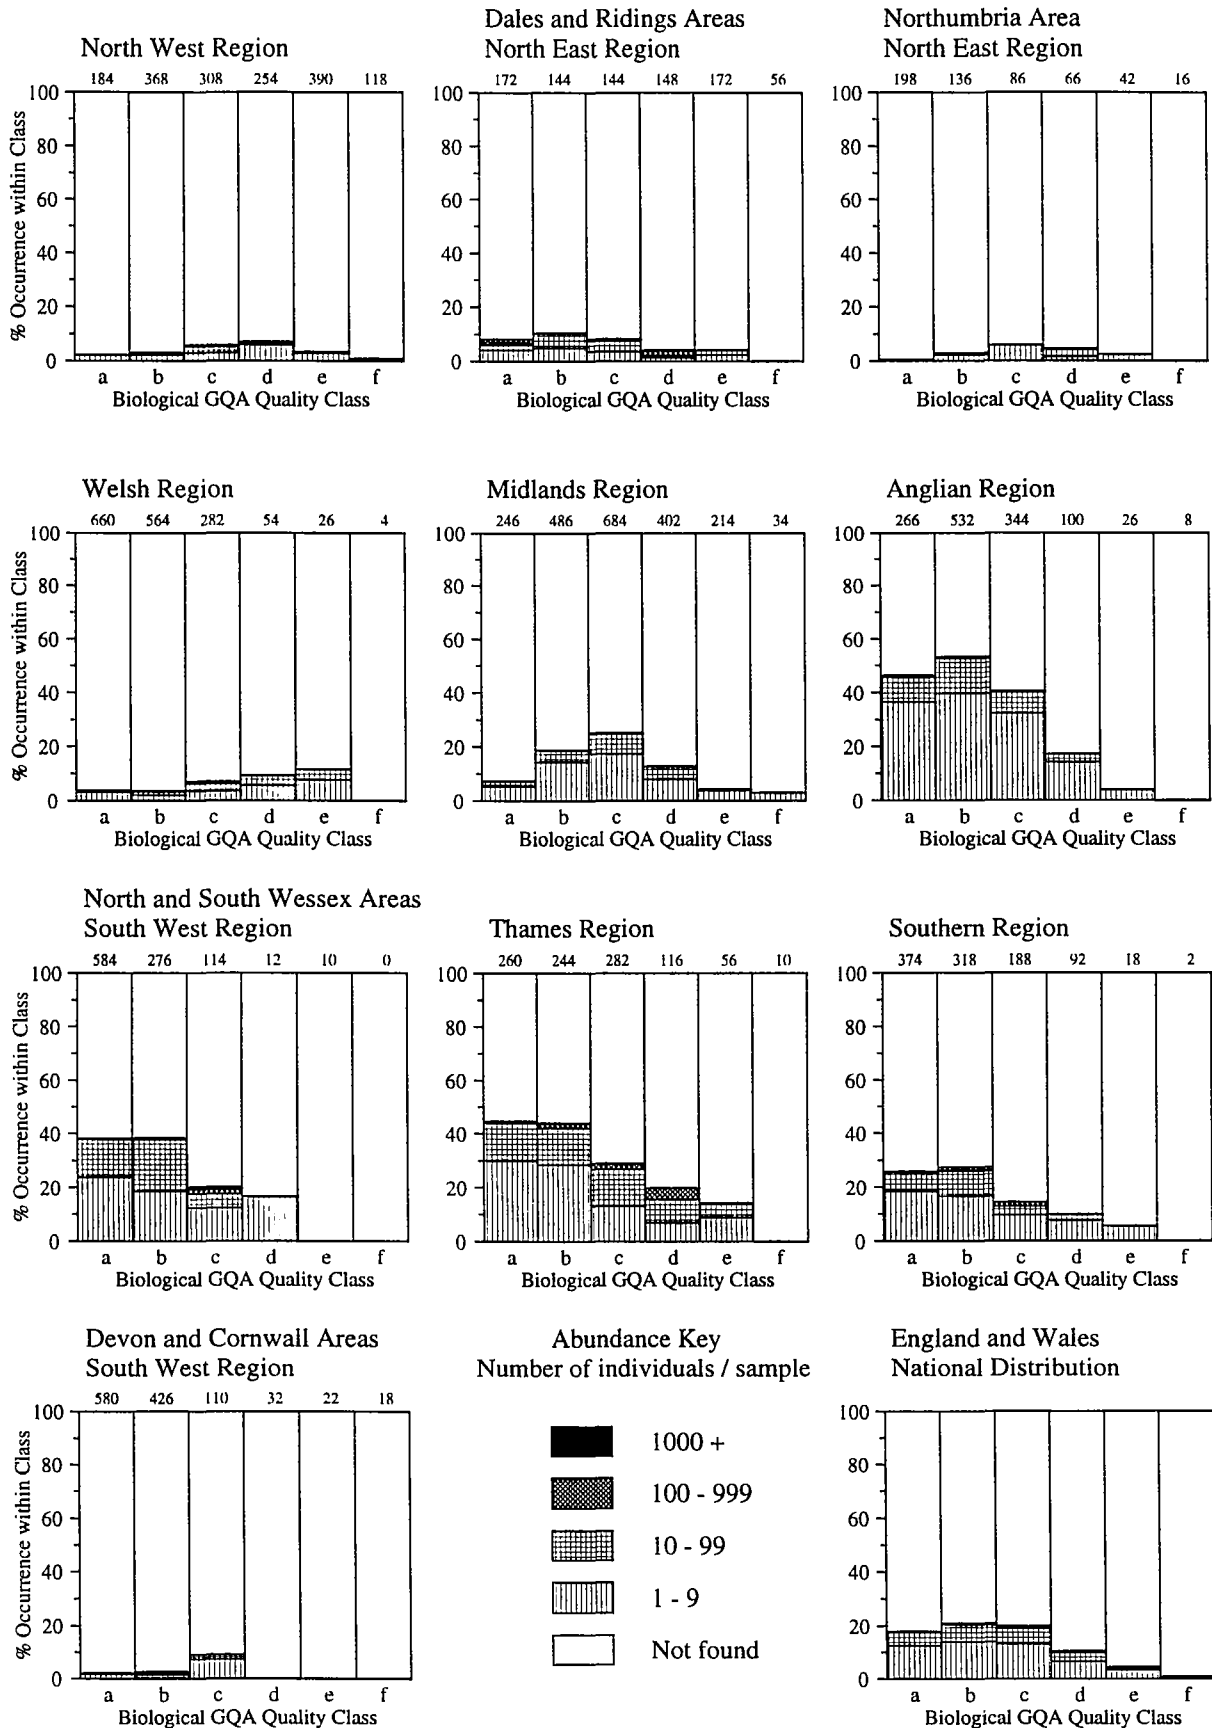 North West Region
184 368 308 254 390 118
100
80
60
40
20
0
% Occurrence within Class
a b c d e f
Biological GQA Quality Class
Dales and Ridings Areas
North East Region
172 144 144 148 172 56
100
80
60
40
20
0
a b c d e f
Biological GQA Quality Class
Northumbria Area
North East Region
198 136 86 66 42 16
100
80
60
40
20
0
a b c d e f
Biological GQA Quality Class
Welsh Region
660 564 282 54 26 4
100
80
60
40
20
0
% Occurrence within Class
a b c d e f
Biological GQA Quality Class
Midlands Region
246 486 684 402 214 34
100
80
60
40
20
0
a b c d e f
Biological GQA Quality Class
Anglian Region
266 532 344 100 26 8
100
80
60
40
20
0
a b c d e f
Biological GQA Quality Class
North and South Wessex Areas
South West Region
584 276 114 12 10 0
100
80
60
40
20
0
% Occurrence within Class
a b c d e f
Biological GQA Quality Class
Thames Region
260 244 282 116 56 10
100
80
60
40
20
0
a b c d e f
Biological GQA Quality Class
Southern Region
374 318 188 92 18 2
100
80
60
40
20
0
a b c d e f
Biological GQA Quality Class
Devon and Cornwall Areas
South West Region
580 426 110 32 22 18
100
80
60
40
20
0
% Occurrence within Class
a b c d e f
Biological GQA Quality Class
Abundance Key
Number of individuals / sample
1000 +
100 - 999
10 - 99
1 - 9
Not found
England and Wales
National Distribution
100
80
60
40
20
0
a b c d e f
Biological GQA Quality Class